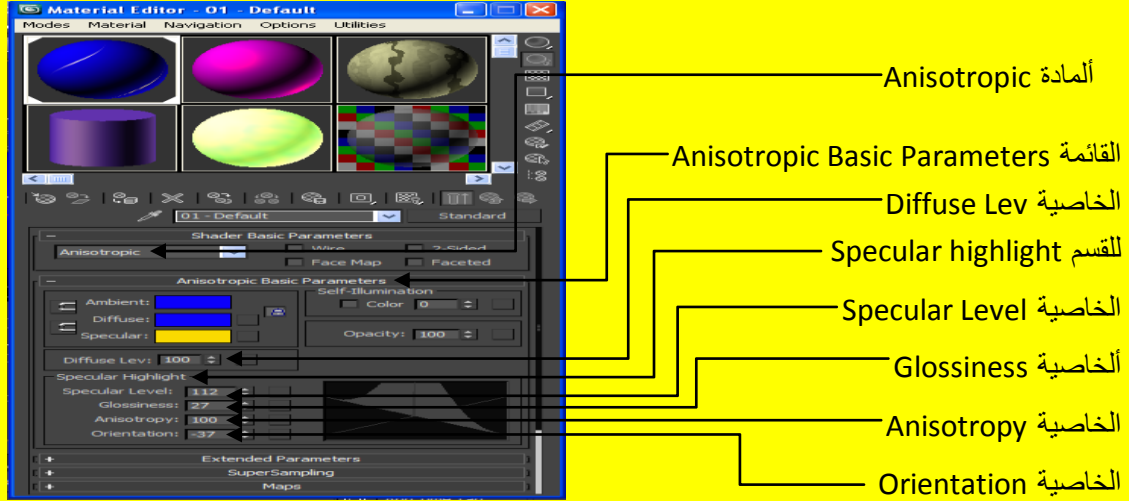 Material Editor - 01 - Default
Modes Material Navigation Options Utilities
01 - Default Standard
Shader Basic Parameters
Anisotropic Wire 2-Sided
Face Map Faceted
Anisotropic Basic Parameters
Self-Illumination
Ambient: Color 0
Diffuse:
Specular: Opacity: 100
Diffuse Lev: 100
Specular Highlight
Specular Level: 112
Glossiness: 27
Anisotropy: 100
Orientation: -37
Extended Parameters
SuperSampling
Maps
ألمادة Anisotropic
القائمة Anisotropic Basic Parameters
الخاصية Diffuse Lev
للقسم Specular highlight
الخاصية Specular Level
ألخاصية Glossiness
الخاصية Anisotropy
الخاصية Orientation